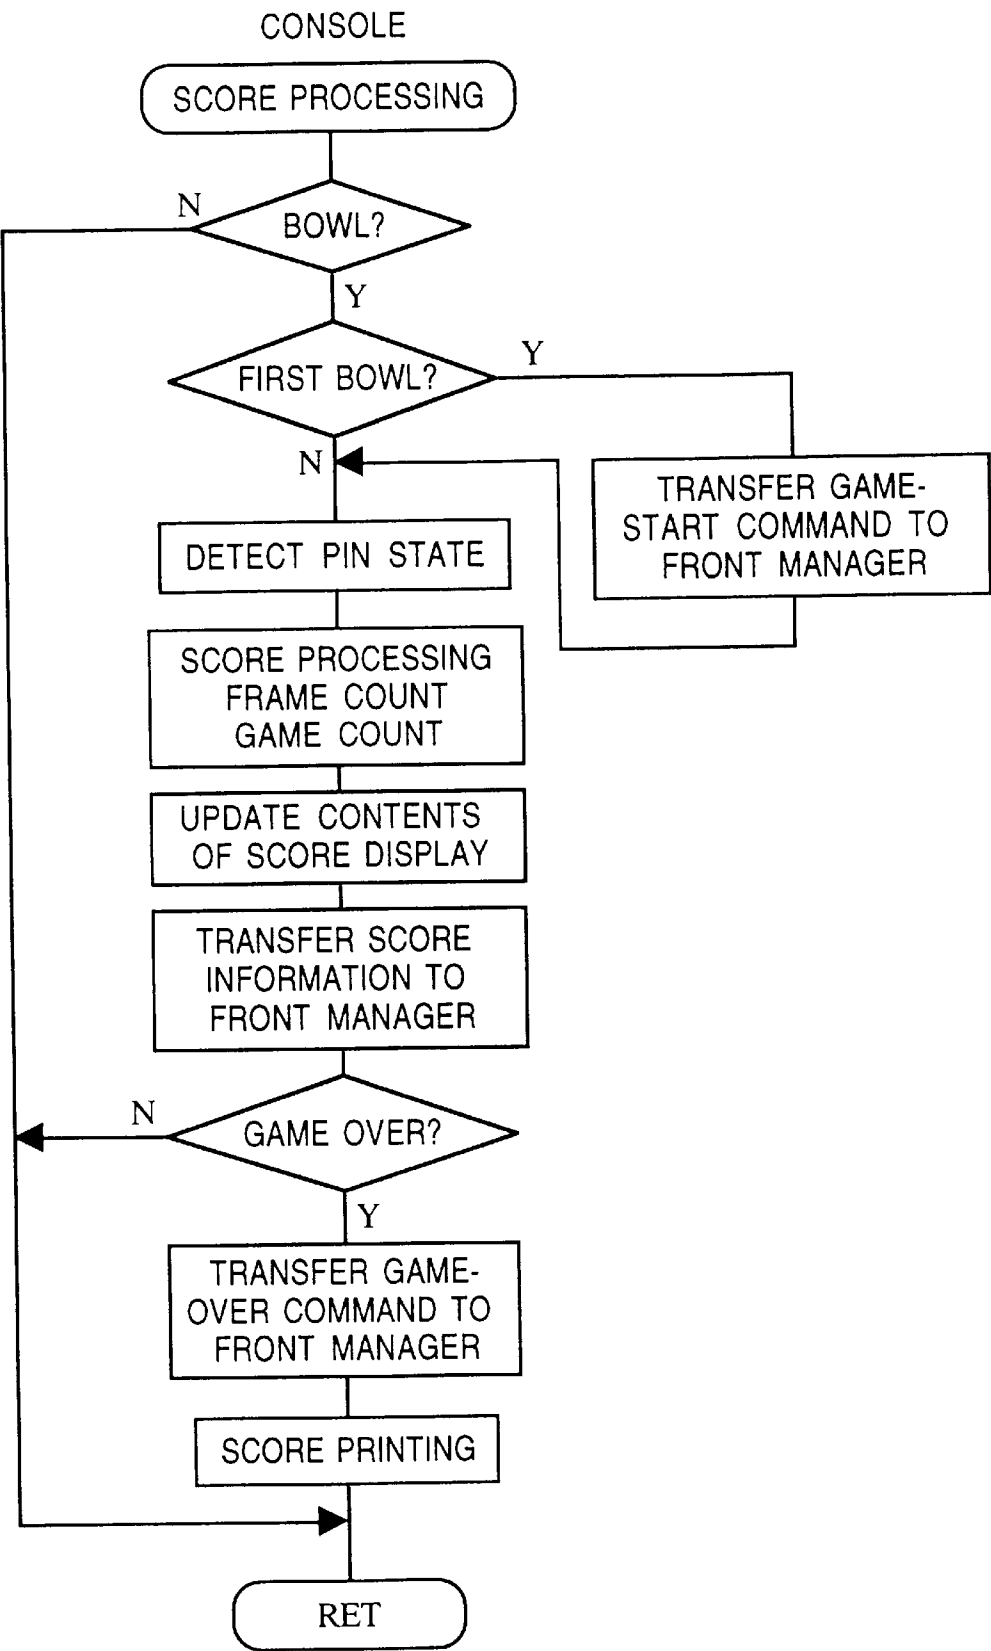 CONSOLE
SCORE PROCESSING
N
BOWL?
Y
FIRST BOWL?
Y
N
TRANSFER GAME-
START COMMAND TO
FRONT MANAGER
DETECT PIN STATE
SCORE PROCESSING
FRAME COUNT
GAME COUNT
UPDATE CONTENTS
OF SCORE DISPLAY
TRANSFER SCORE
INFORMATION TO
FRONT MANAGER
N
GAME OVER?
Y
TRANSFER GAME-
OVER COMMAND TO
FRONT MANAGER
SCORE PRINTING
RET